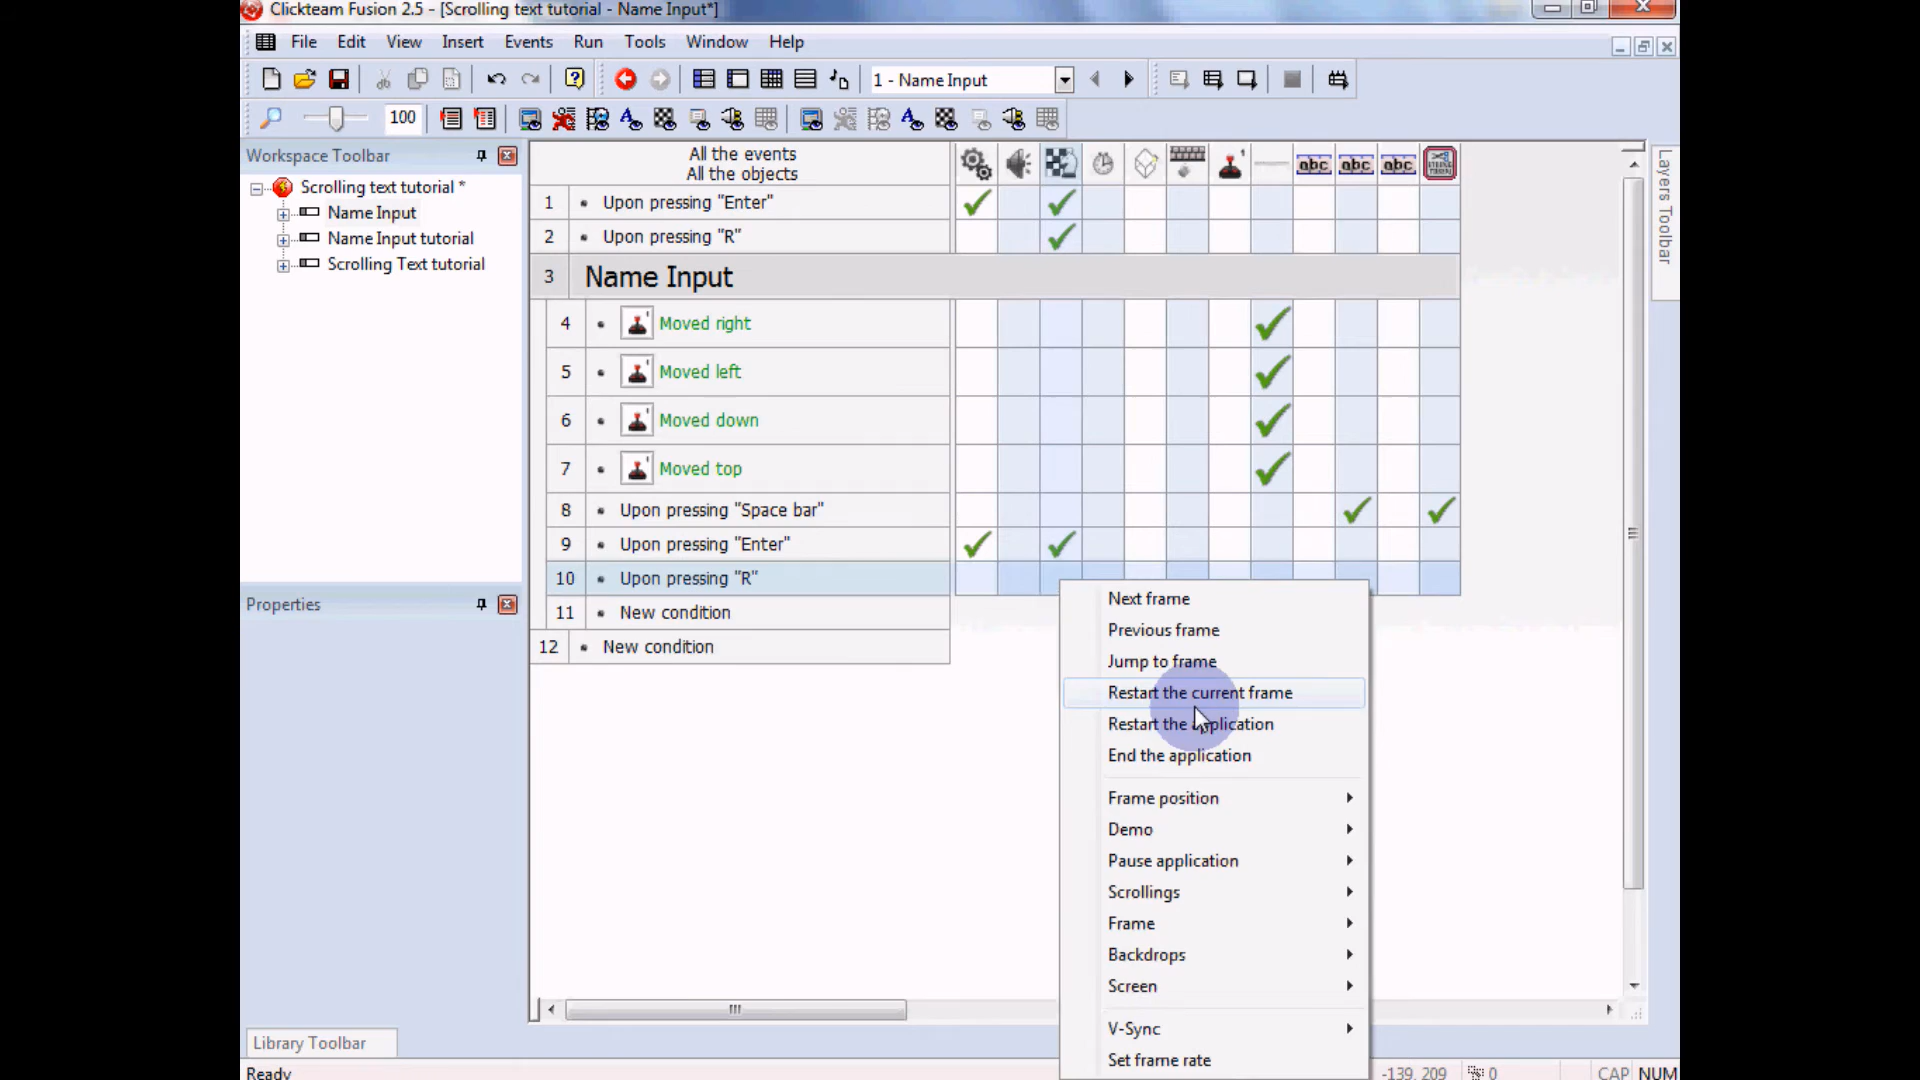 Clickteam Fusion 2.5 - [Scrolling text tutorial - Name Input*]
File Edit View Insert Events Run Tools Window Help
1 - Name Input
100
Workspace Toolbar
Scrolling text tutorial *
Name Input
Name Input tutorial
Scrolling Text tutorial
Properties
Library Toolbar
Ready
All the events
All the objects
abc abc abc
1 Upon pressing "Enter"
2 Upon pressing "R"
3 Name Input
4 Moved right
5 Moved left
6 Moved down
7 Moved top
8 Upon pressing "Space bar"
9 Upon pressing "Enter"
10 Upon pressing "R"
11 New condition
12 New condition
Next frame
Previous frame
Jump to frame
Restart the current frame
Restart the application
End the application
Frame position
Demo
Pause application
Scrollings
Frame
Backdrops
Screen
V-Sync
Set frame rate
Layers Toolbar
-139, 209
0
CAP NUM